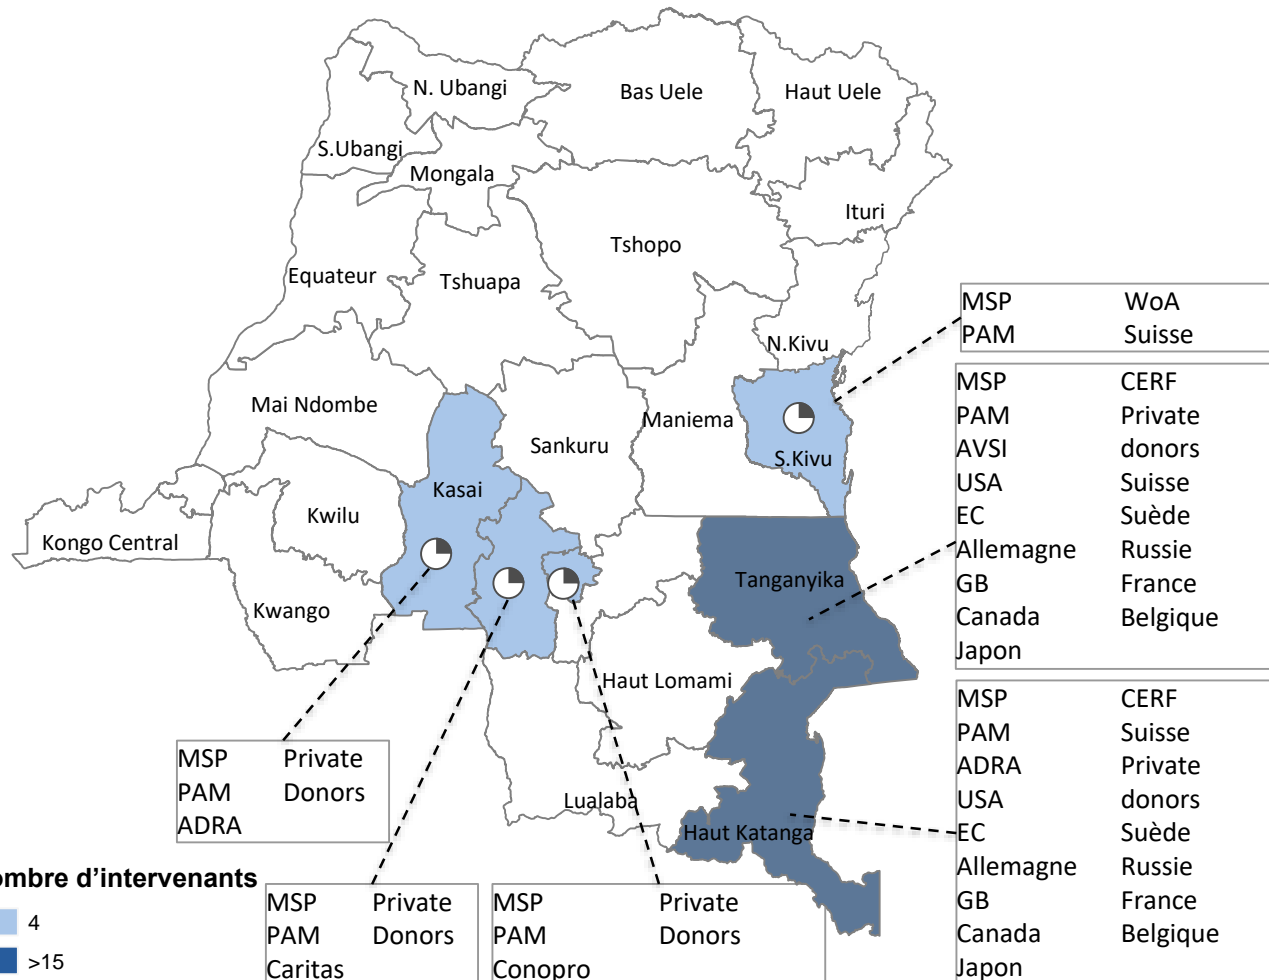 N. Ubangi
Bas Uele
Haut Uele
S.Ubangi
Mongala
Ituri
Tshopo
Equateur
Tshuapa
N.Kivu
Mai Ndombe
Maniema
Sankuru
S.Kivu
Kasai
Kwilu
Kongo Central
Tanganyika
Kwango
Haut Lomami
Lualaba
Haut Katanga
MSP WoA
PAM Suisse
MSP CERF
PAM Private
AVSI donors
USA Suisse
EC Suède
Allemagne Russie
GB France
Canada Belgique
Japon
MSP CERF
PAM Suisse
ADRA Private
USA donors
EC Suède
Allemagne Russie
GB France
Canada Belgique
Japon
MSP Private
PAM Donors
ADRA
MSP Private
PAM Donors
Caritas
MSP Private
PAM Donors
Conopro
ombre d’intervenants
4
>15